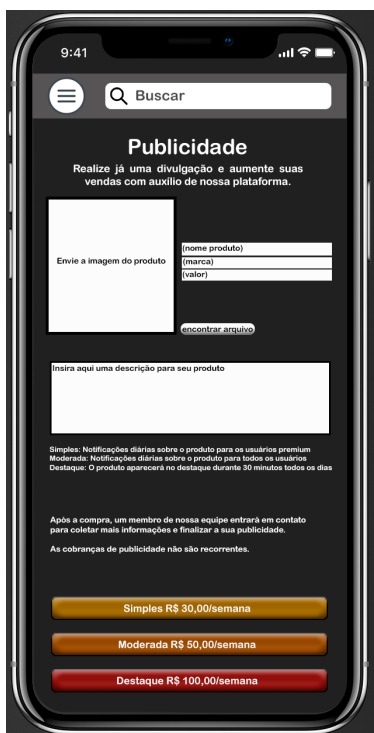 9:41
Buscar
Publicidade
Realize já uma divulgação e aumente suas
vendas com auxilio de nossa plataforma.
Envie a imagem do produto
(nome produto)
(marca)
(valor)
encontrar arquivo
Insira aqui uma descrição para seu produto
Simples: Notificações diárias sobre o produto para os usuários premium
Moderada: Notificações diárias sobre o produto para todos os usuários
Destaque: O produto aparecerá no destaque durante 30 minutos todos os dias
Após a compra, um membro de nossa equipe entrará em contato
para coletar mais informações e finalizar a sua publicidade.
As cobranças de publicidade não são recorrentes.
Simples R$ 30,00/semana
Moderada R$ 50,00/semana
Destaque R$ 100,00/semana